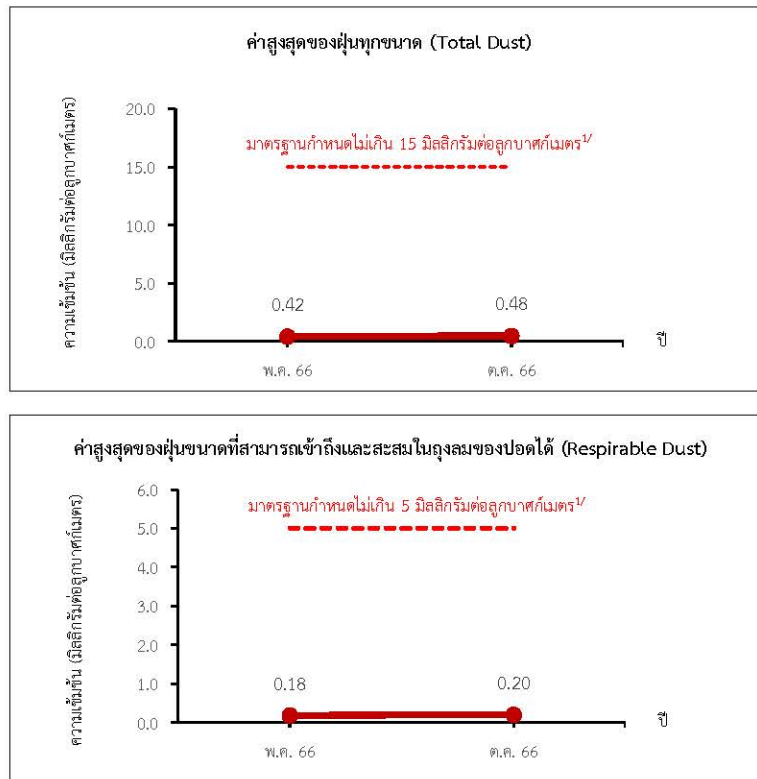 ค่าสูงสุดของฝุ่นทุกขนาด (Total Dust)
ความเข้มข้น (มิลลิกรัมต่อลูกบาศก์เมตร)
20.0
มาตรฐานกำหนดไม่เกิน 15 มิลลิกรัมต่อลูกบาศก์เมตร1/
15.0
10.0
5.0
0.42 0.48
0.0
ปี
พ.ค. 66 ต.ค. 66
ค่าสูงสุดของฝุ่นขนาดที่สามารถเข้าถึงและสะสมในถุงลมของปอดได้ (Respirable Dust)
ความเข้มข้น (มิลลิกรัมต่อลูกบาศก์เมตร)
6.0
มาตรฐานกำหนดไม่เกิน 5 มิลลิกรัมต่อลูกบาศก์เมตร1/
5.0
4.0
3.0
2.0
1.0
0.18 0.20
0.0
ปี
พ.ค. 66 ต.ค. 66